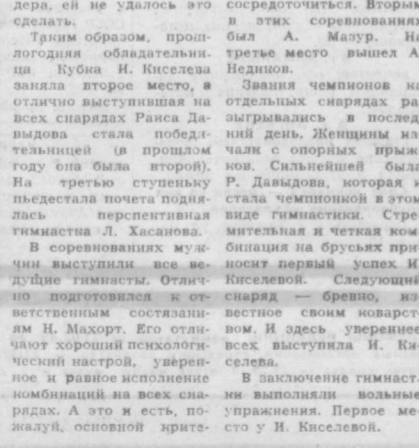 дера, ей не удалось это
сделать.
Таким образом, прош-
логодняя обладательни-
ца Кубка И. Киселева
заняла второе место, а
отлично выступившая на
всех снарядах Раиса Да-
выдова стала победи-
тельницей (в прошлом
году она была второй).
На третью ступеньку
пьедестала почета подня-
лась перспективная
гимнастка Л. Хасанова.
В соревнованиях муж-
чин выступили все ве-
дущие гимнасты. Отлич-
но подготовился к от-
ветственным состязани-
ям Н. Махорт. Его отли-
чают хороший психологи-
ческий настрой, уверен-
ное и равное исполнение
комбинаций на всех сна-
рядах. А это и есть, по-
жалуй, основной крите-
сосредоточиться. Вторым
в этих соревнованиях
был А. Мазур. На
третье место вышел А.
Недиков.
Звания чемпионов на
отдельных снарядах ра
зыгрывались в послед
ний день. Женщины на
чали с опорных прыж
ков. Сильнейшей была
Р. Давыдова, которая и
стала чемпионкой в этом
виде гимнастики. Стре
мительная и четкая ком
бинация на брусьях при
носит первый успех И
Киселевой. Следующий
снаряд — бревно, из
вестное своим коварст
вом. И здесь увереннее
всех выступила И. Ки
селева.
В заключение гимнаст
ки выполняли вольные
упражнения. Первое ме
сто у И. Киселевой.